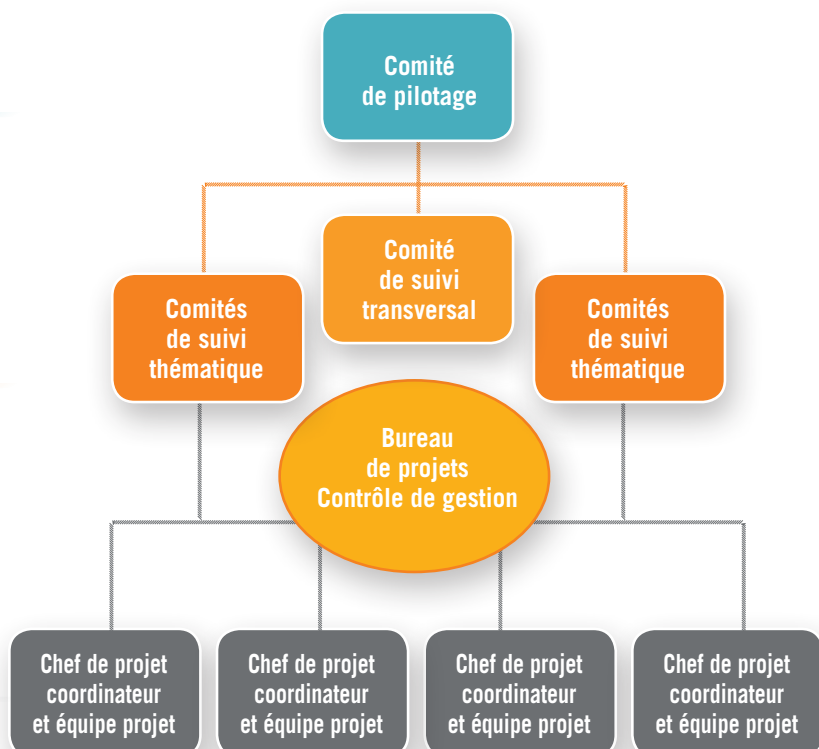 Comité
de pilotage
Comité
de suivi
transversal
Comités
de suivi
thématique
Comités
de suivi
thématique
Bureau
de projets
Contrôle de gestion
Chef de projet
coordinateur
et équipe projet
Chef de projet
coordinateur
et équipe projet
Chef de projet
coordinateur
et équipe projet
Chef de projet
coordinateur
et équipe projet